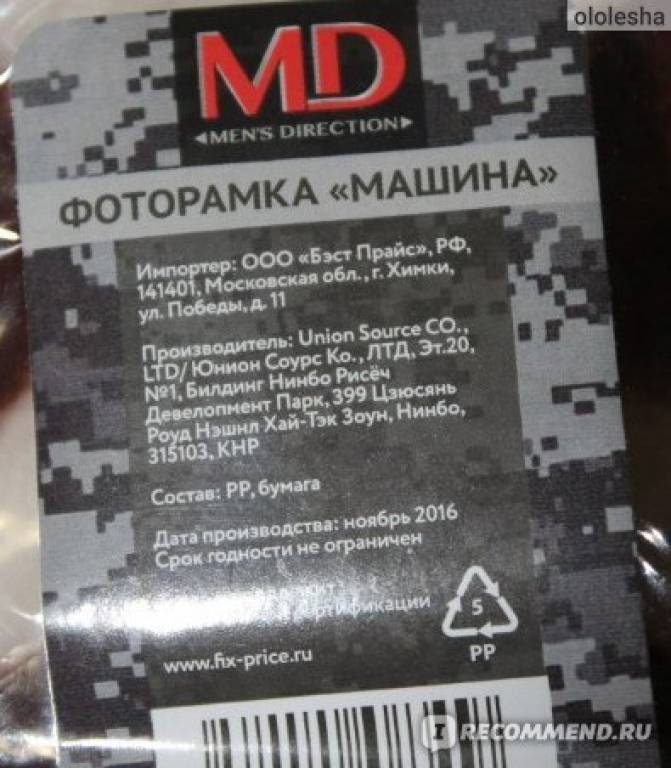 ololesha
MD
MEN'S DIRECTION
ФОТОРАМКА «МАШИНА»
Импортер: ООО «Бэст Прайс», РФ,
141401, Московская обл., г. Химки,
ул. Победы, д. 11
Производитель: Union Source CO.,
LTD/ Юнион Соурс Ко., ЛТД, Эт.20,
№1, Билдинг Нинбо Рисёч
Девелопмент Парк, 399 Цзюсянь
Роуд Нэшнл Хай-Тэк Зоун, Нинбо,
315103, КНР
Состав: PP, бумага
Дата производства: ноябрь 2016
Срок годности не ограничен
5
PP
www.fix-price.ru
IRECOMMEND.RU